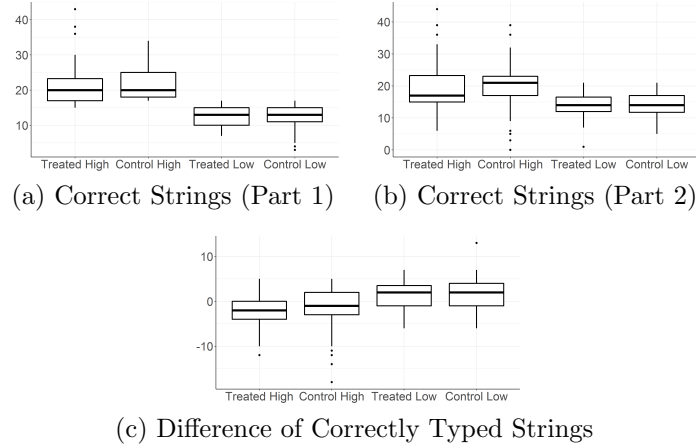 40
30
20
10
Treated High Control High Treated Low Control Low
(a) Correct Strings (Part 1)
40
30
20
10
0
Treated High Control High Treated Low Control Low
(b) Correct Strings (Part 2)
10
0
-10
Treated High Control High Treated Low Control Low
(c) Difference of Correctly Typed Strings